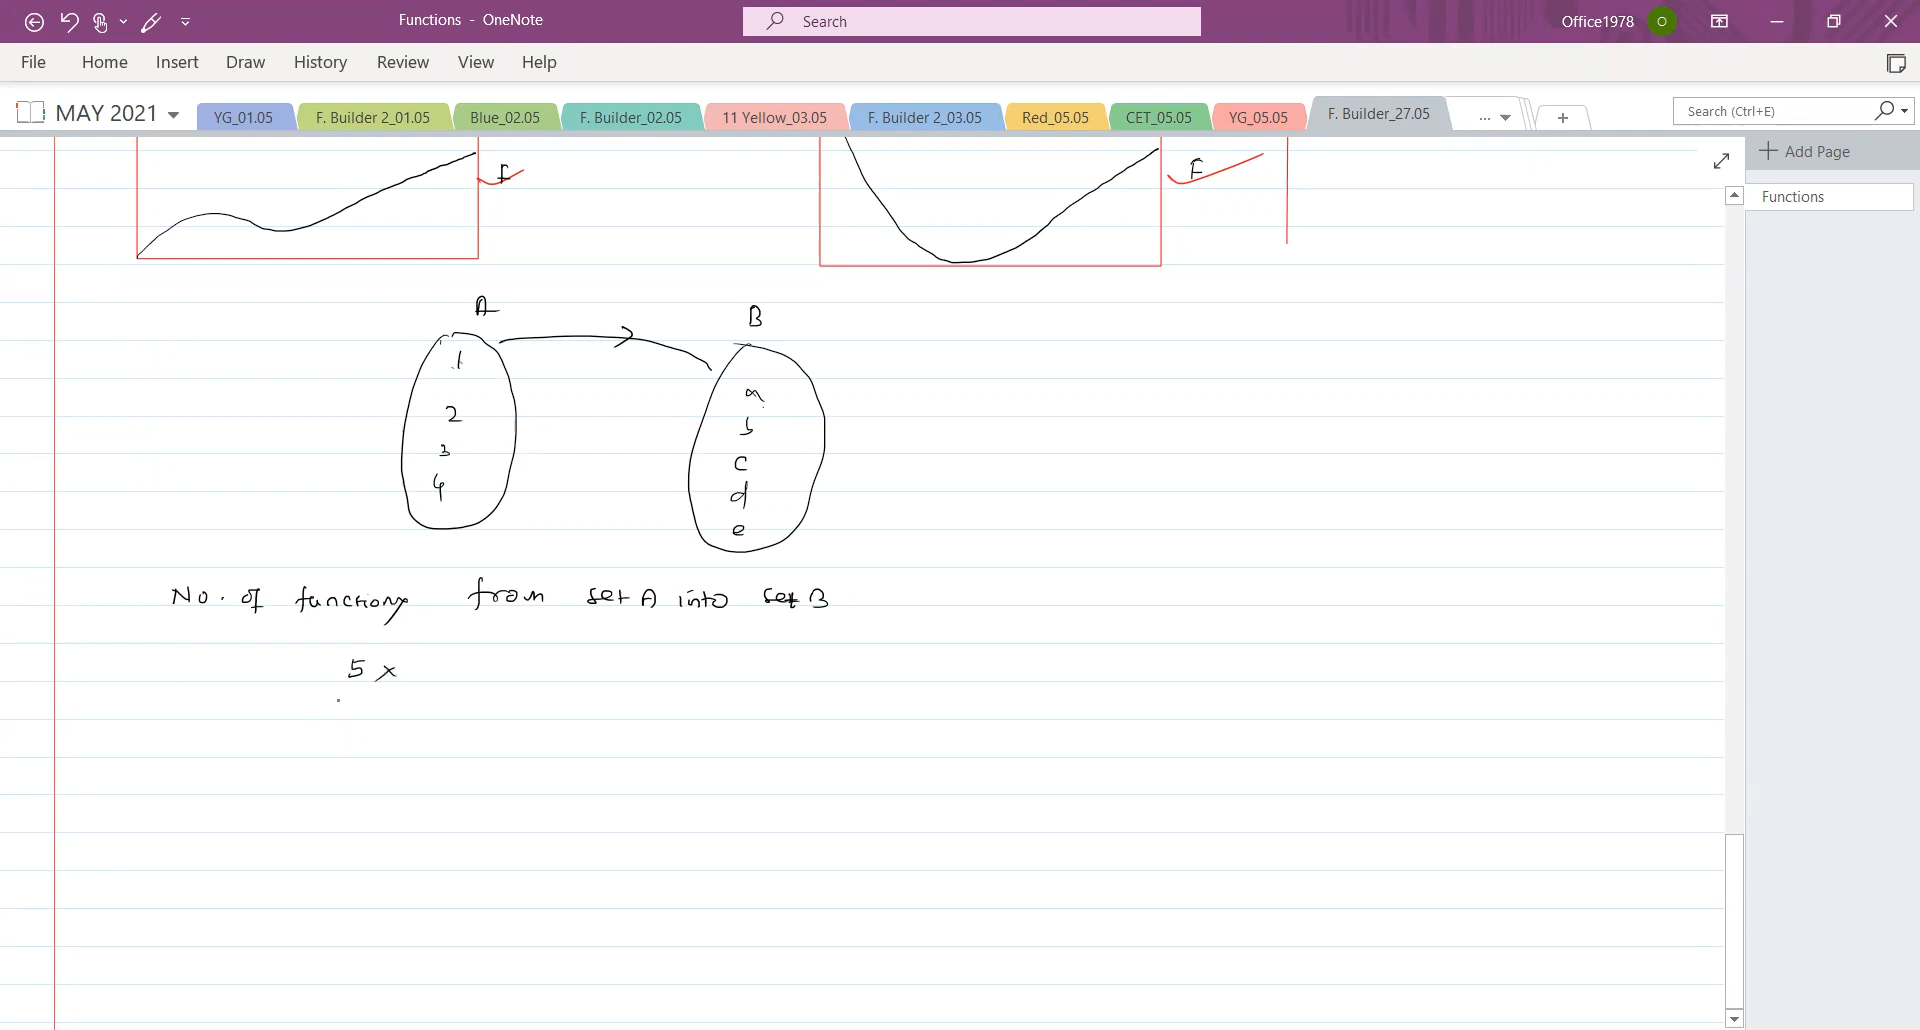 Functions - OneNote
Search
Office1978 O
File Home Insert Draw History Review View Help
MAY 2021 YG_01.05 F. Builder 2_01.05 Blue_02.05 F. Builder_02.05 11 Yellow_03.05 F. Builder 2_03.05 Red_05.05 CET_05.05 YG_05.05 F. Builder_27.05 ... +
Search (Ctrl+E)
Add Page
Functions
F F
A B
1
2
3
4
a
b
c
d
e
No. of functions from set A into set B
5 ×